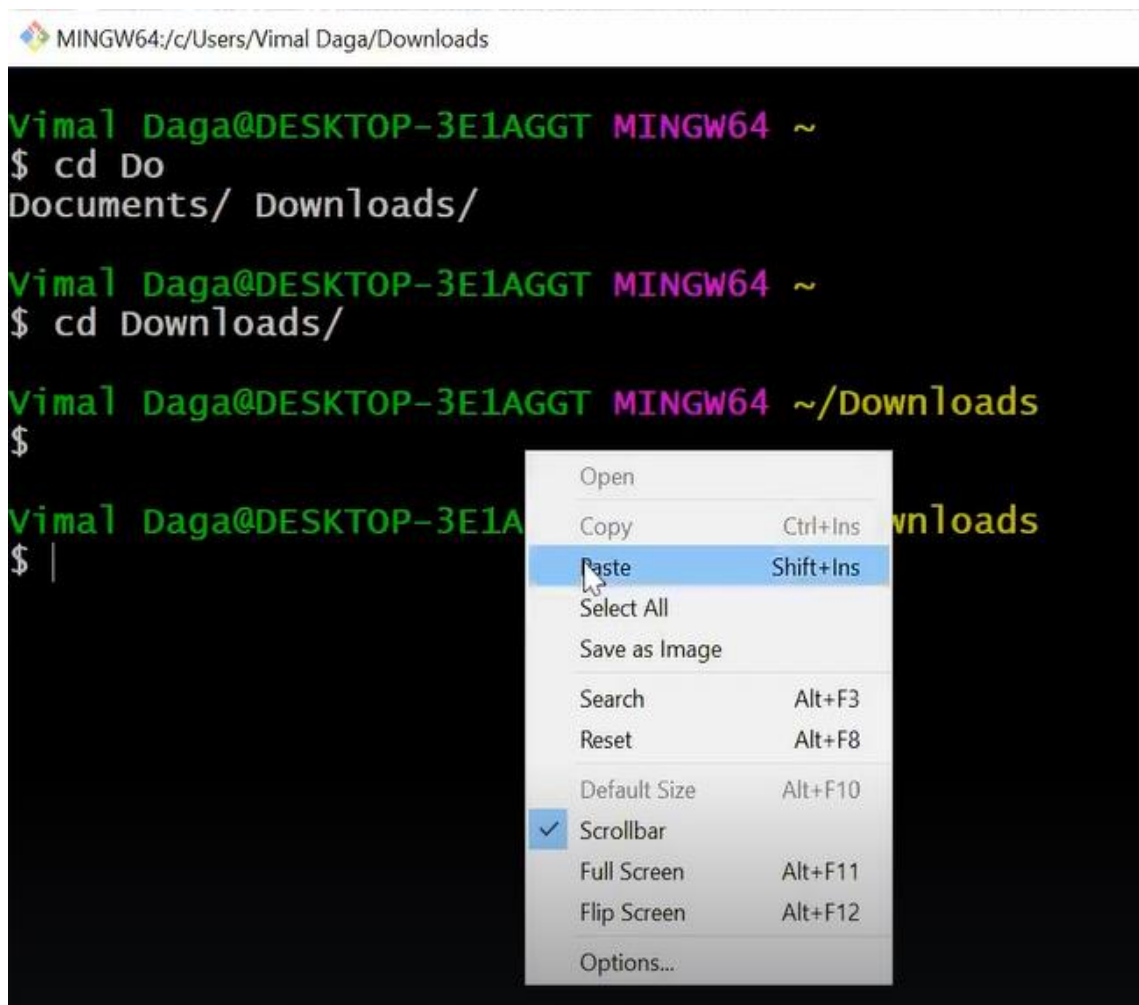 MINGW64:/c/Users/Vimal Daga/Downloads
Vimal Daga@DESKTOP-3E1AGGT MINGW64 ~
$ cd Do
Documents/ Downloads/
Vimal Daga@DESKTOP-3E1AGGT MINGW64 ~
$ cd Downloads/
Vimal Daga@DESKTOP-3E1AGGT MINGW64 ~/Downloads
$
Vimal Daga@DESKTOP-3E1A wnloads
$
Open
Copy Ctrl+Ins
Paste Shift+Ins
Select All
Save as Image
Search Alt+F3
Reset Alt+F8
Default Size Alt+F10
Scrollbar
Full Screen Alt+F11
Flip Screen Alt+F12
Options...